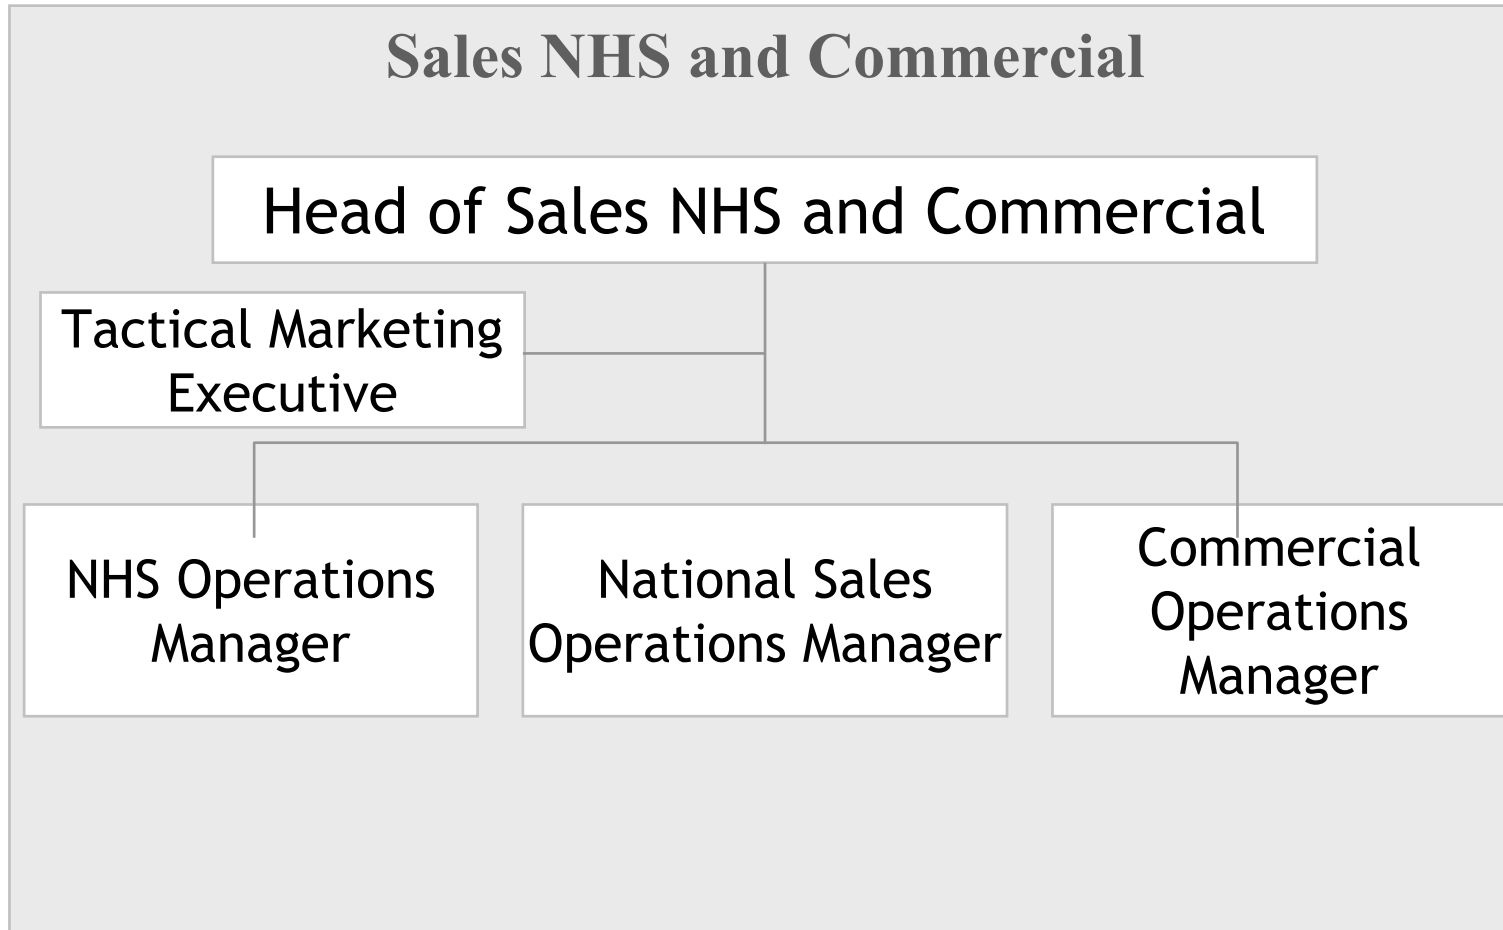 Sales NHS and Commercial
Head of Sales NHS and Commercial
Tactical Marketing
Executive
NHS Operations
Manager
National Sales
Operations Manager
Commercial
Operations
Manager